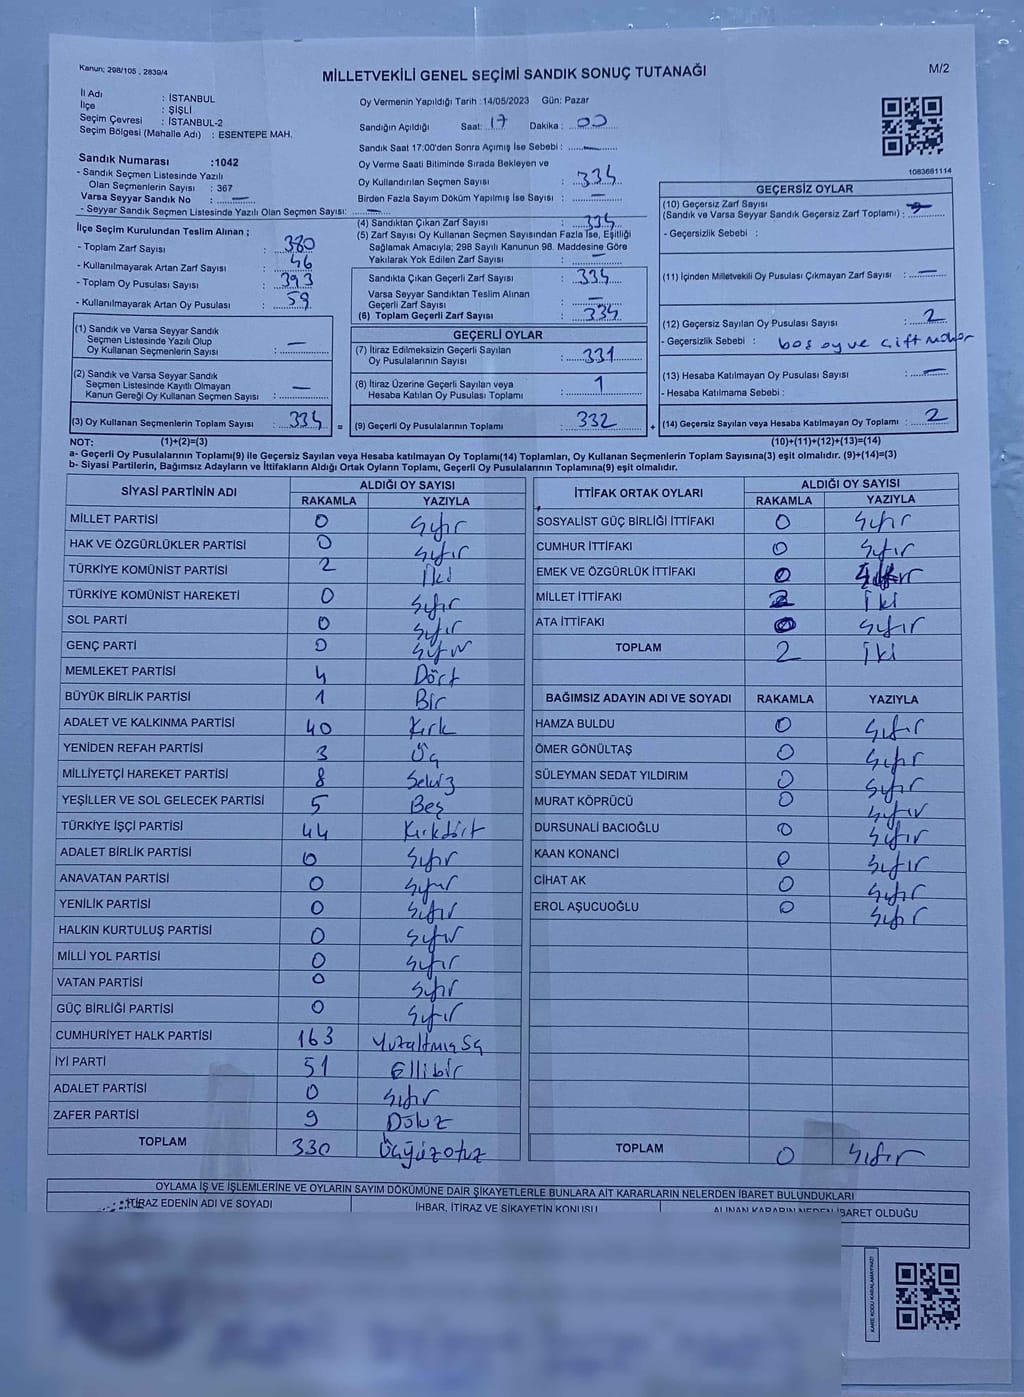 Kanun; 298/105 , 2839/4
MİLLETVEKİLİ GENEL SEÇİMİ SANDIK SONUÇ TUTANAĞI
M/2
İl Adı : İSTANBUL
İlçe : ŞİŞLİ
Seçim Çevresi : İSTANBUL-2
Seçim Bölgesi (Mahalle Adı) : ESENTEPE MAH.
Sandık Numarası :1042
- Sandık Seçmen Listesinde Yazılı
Olan Seçmenlerin Sayısı : 367
Varsa Seyyar Sandık No : —
- Seyyar Sandık Seçmen Listesinde Yazılı Olan Seçmen Sayısı: —
Oy Vermenin Yapıldığı Tarih :14/05/2023 Gün: Pazar
Sandığın Açıldığı Saat: 17 Dakika : 00
Sandık Saat 17:00'den Sonra Açımış İse Sebebi : —
Oy Verme Saati Bitiminde Sırada Bekleyen ve
Oy Kullandırılan Seçmen Sayısı : 334
Birden Fazla Sayım Döküm Yapılmış İse Sayısı : —
(4) Sandıktan Çıkan Zarf Sayısı : 334
(5) Zarf Sayısı Oy Kullanan Seçmen Sayısından Fazla İse, Eşitliği
Sağlamak Amacıyla; 298 Sayılı Kanunun 98. Maddesine Göre
Yakılarak Yok Edilen Zarf Sayısı : —
1083681114
İlçe Seçim Kurulundan Teslim Alınan ;
- Toplam Zarf Sayısı : 380
- Kullanılmayarak Artan Zarf Sayısı : 46
- Toplam Oy Pusulası Sayısı : 393
- Kullanılmayarak Artan Oy Pusulası : 59
Sandıkta Çıkan Geçerli Zarf Sayısı : 334
Varsa Seyyar Sandıktan Teslim Alınan
Geçerli Zarf Sayısı : —
(6) Toplam Geçerli Zarf Sayısı : 334
GEÇERSİZ OYLAR
(10) Geçersiz Zarf Sayısı
(Sandık ve Varsa Seyyar Sandık Geçersiz Zarf Toplamı) :
- Geçersizlik Sebebi :
(11) İçinden Milletvekili Oy Pusulası Çıkmayan Zarf Sayısı : —
(12) Geçersiz Sayılan Oy Pusulası Sayısı : 2
- Geçersizlik Sebebi : boş oy ve çift mühür
(13) Hesaba Katılmayan Oy Pusulası Sayısı : —
- Hesaba Katılmama Sebebi :
(14) Geçersiz Sayılan veya Hesaba Katılmayan Oy Toplamı : 2
(1) Sandık ve Varsa Seyyar Sandık
Seçmen Listesinde Yazılı Olup
Oy Kullanan Seçmenlerin Sayısı : —
(2) Sandık ve Varsa Seyyar Sandık
Seçmen Listesinde Kayıtlı Olmayan
Kanun Gereği Oy Kullanan Seçmen Sayısı : —
(3) Oy Kullanan Seçmenlerin Toplam Sayısı : 334 =
GEÇERLİ OYLAR
(7) İtiraz Edilmeksizin Geçerli Sayılan
Oy Pusulalarının Sayısı : 331
(8) İtiraz Üzerine Geçerli Sayılan veya
Hesaba Katılan Oy Pusulası Toplamı : 1
(9) Geçerli Oy Pusulalarının Toplamı : 332 +
NOT: (1)+(2)=(3) (10)+(11)+(12)+(13)=(14)
a- Geçerli Oy Pusulalarının Toplamı(9) ile Geçersiz Sayılan veya Hesaba katılmayan Oy Toplamı(14) Toplamları, Oy Kullanan Seçmenlerin Toplam Sayısına(3) eşit olmalıdır. (9)+(14)=(3)
b- Siyasi Partilerin, Bağımsız Adayların ve İttifakların Aldığı Ortak Oyların Toplamı, Geçerli Oy Pusulalarının Toplamına(9) eşit olmalıdır.
SİYASİ PARTİNİN ADI ALDIĞI OY SAYISI
RAKAMLA YAZIYLA
MİLLET PARTİSİ 0 Sıfır
HAK VE ÖZGÜRLÜKLER PARTİSİ 0 Sıfır
TÜRKİYE KOMÜNİST PARTİSİ 2 İki
TÜRKİYE KOMÜNİST HAREKETİ 0 Sıfır
SOL PARTİ 0 Sıfır
GENÇ PARTİ 0 Sıfır
MEMLEKET PARTİSİ 4 Dört
BÜYÜK BİRLİK PARTİSİ 1 Bir
ADALET VE KALKINMA PARTİSİ 40 Kırk
YENİDEN REFAH PARTİSİ 3 Üç
MİLLİYETÇİ HAREKET PARTİSİ 8 Sekiz
YEŞİLLER VE SOL GELECEK PARTİSİ 5 Beş
TÜRKİYE İŞÇİ PARTİSİ 44 Kırkdört
ADALET BİRLİK PARTİSİ 0 Sıfır
ANAVATAN PARTİSİ 0 Sıfır
YENİLİK PARTİSİ 0 Sıfır
HALKIN KURTULUŞ PARTİSİ 0 Sıfır
MİLLİ YOL PARTİSİ 0 Sıfır
VATAN PARTİSİ 0 Sıfır
GÜÇ BİRLİĞİ PARTİSİ 0 Sıfır
CUMHURİYET HALK PARTİSİ 163 Yüzaltmışüç
İYİ PARTİ 51 Ellibir
ADALET PARTİSİ 0 Sıfır
ZAFER PARTİSİ 9 Dokuz
TOPLAM 330 Üçyüzotuz
İTTİFAK ORTAK OYLARI ALDIĞI OY SAYISI
RAKAMLA YAZIYLA
SOSYALİST GÜÇ BİRLİĞİ İTTİFAKI 0 Sıfır
CUMHUR İTTİFAKI 0 Sıfır
EMEK VE ÖZGÜRLÜK İTTİFAKI 0 Sıfır
MİLLET İTTİFAKI 2 İki
ATA İTTİFAKI 0 Sıfır
TOPLAM 2 İki
BAĞIMSIZ ADAYIN ADI VE SOYADI RAKAMLA YAZIYLA
HAMZA BULDU 0 Sıfır
ÖMER GÖNÜLTAŞ 0 Sıfır
SÜLEYMAN SEDAT YILDIRIM 0 Sıfır
MURAT KÖPRÜCÜ 0 Sıfır
DURSUNALİ BACIOĞLU 0 Sıfır
KAAN KONANCİ 0 Sıfır
CİHAT AK 0 Sıfır
EROL AŞUCUOĞLU 0 Sıfır
TOPLAM 0 Sıfır
OYLAMA İŞ VE İŞLEMLERİNE VE OYLARIN SAYIM DÖKÜMÜNE DAİR ŞİKAYETLERLE BUNLARA AİT KARARLARIN NELERDEN İBARET BULUNDUKLARI
İTİRAZ EDENİN ADI VE SOYADI İHBAR, İTİRAZ VE ŞİKAYETİN KONUSU ALINAN KARARIN NEDEN İBARET OLDUĞU
KARE KODU KARALAMAYINIZ!